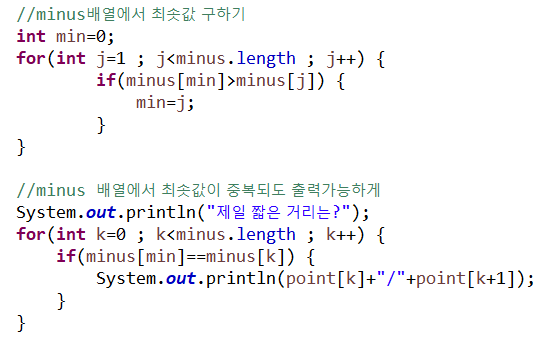 //minus배열에서 최솟값 구하기
int min=0;
for(int j=1 ; j<minus.length ; j++) {
        if(minus[min]>minus[j]) {
            min=j;
        }
}

//minus 배열에서 최솟값이 중복되도 출력가능하게
System.out.println("제일 짧은 거리는?");
for(int k=0 ; k<minus.length ; k++) {
    if(minus[min]==minus[k]) {
        System.out.println(point[k]+"/"+point[k+1]);
    }
}